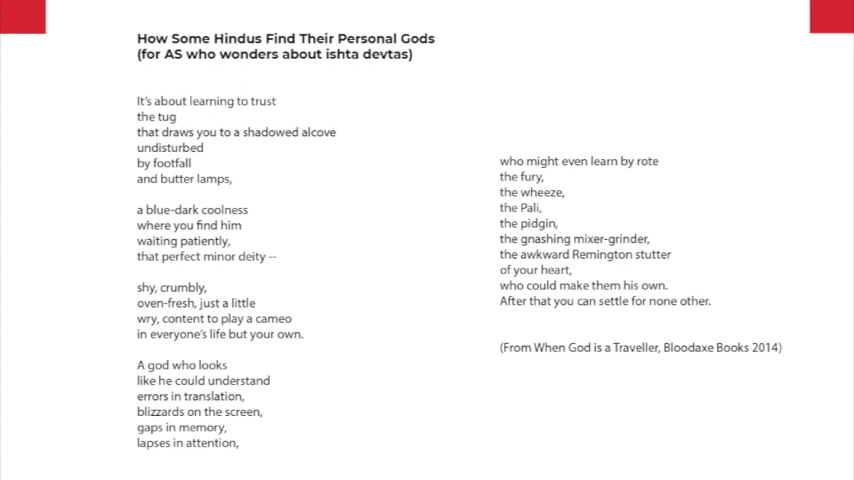 How Some Hindus Find Their Personal Gods
(for AS who wonders about ishta devtas)
It's about learning to trust
the tug
that draws you to a shadowed alcove
undisturbed
by footfall
and butter lamps,
a blue-dark coolness
where you find him
waiting patiently,
that perfect minor deity --
shy, crumbly,
oven-fresh, just a little
wry, content to play a cameo
in everyone's life but your own.
A god who looks
like he could understand
errors in translation,
blizzards on the screen,
gaps in memory,
lapses in attention,
who might even learn by rote
the fury,
the wheeze,
the Pali,
the pidgin,
the gnashing mixer-grinder,
the awkward Remington stutter
of your heart,
who could make them his own.
After that you can settle for none other.
(From When God is a Traveller, Bloodaxe Books 2014)